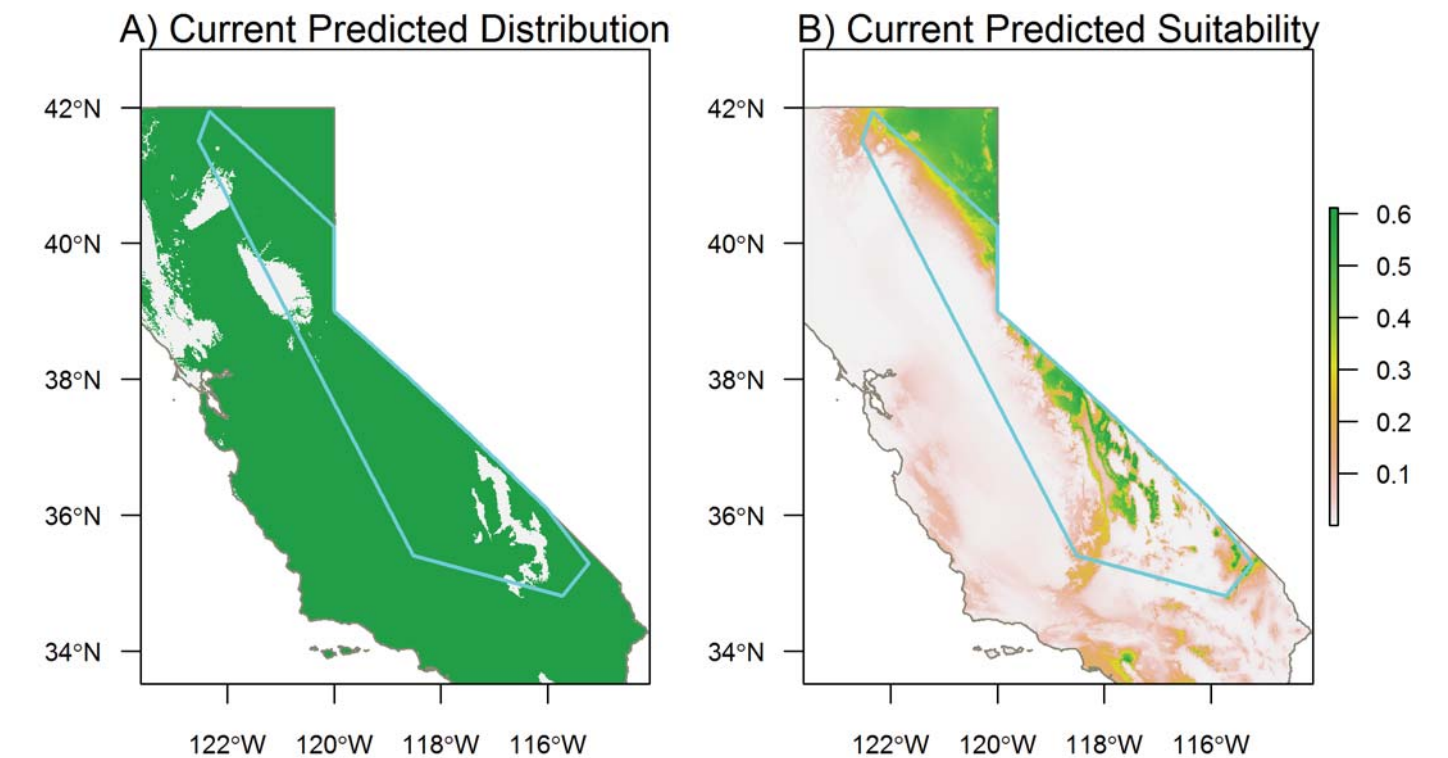 A) Current Predicted Distribution
42°N
40°N
38°N
36°N
34°N
122°W 120°W 118°W 116°W
B) Current Predicted Suitability
42°N
40°N
38°N
36°N
34°N
122°W 120°W 118°W 116°W
0.6
0.5
0.4
0.3
0.2
0.1